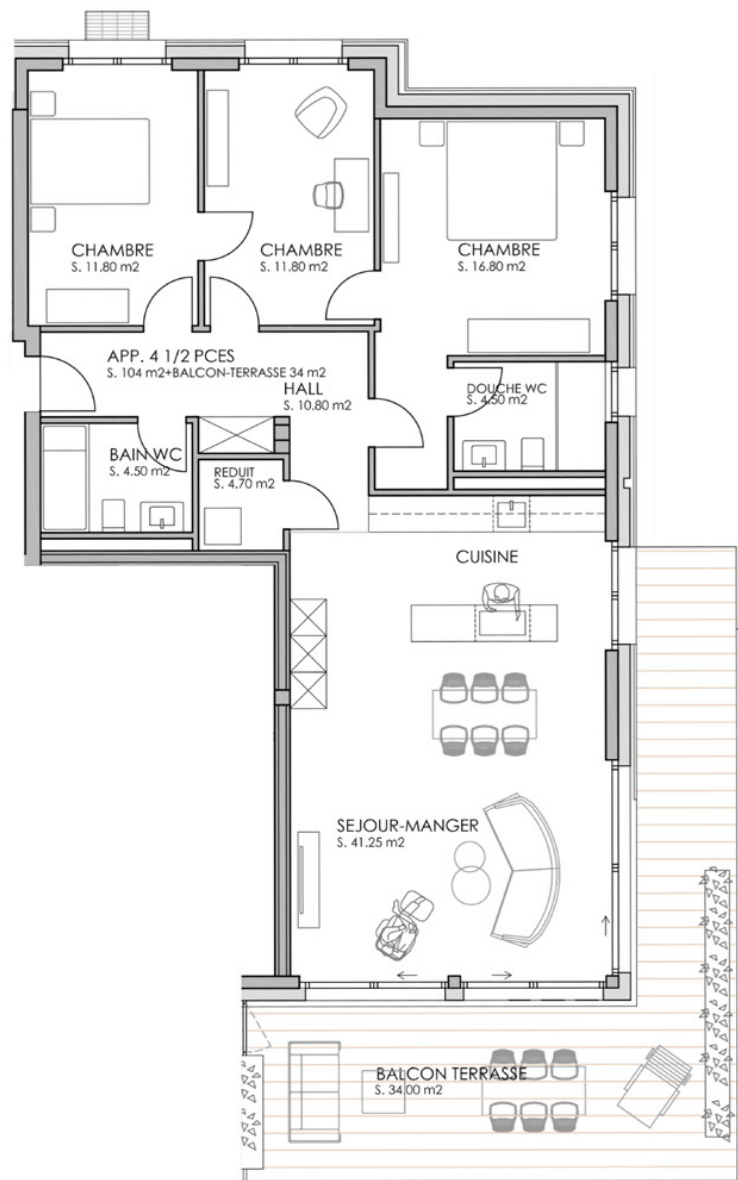 CHAMBRE
S. 11.80 m2
CHAMBRE
S. 11.80 m2
CHAMBRE
S. 16.80 m2
APP. 4 1/2 PCES
S. 104 m2+BALCON-TERRASSE 34 m2
HALL
S. 10.80 m2
DOUCHE WC
S. 4.50 m2
BAIN WC
S. 4.50 m2
REDUIT
S. 4.70 m2
CUISINE
SEJOUR-MANGER
S. 41.25 m2
BALCON TERRASSE
S. 34.00 m2